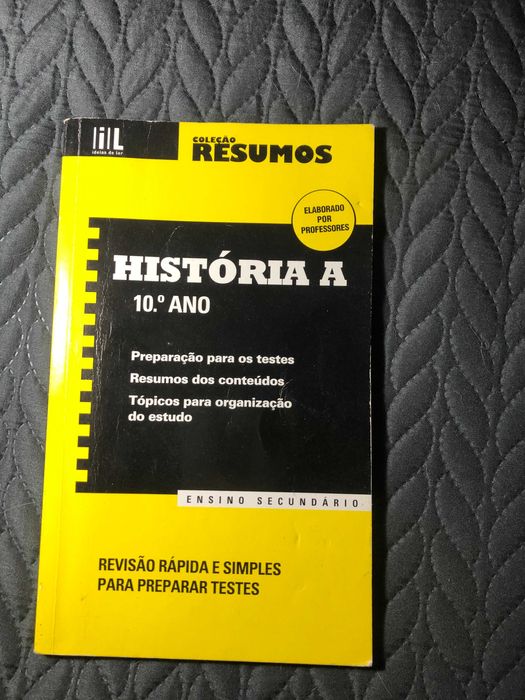 iil
ideias de ler
COLEÇÃO
RESUMOS
ELABORADO
POR
PROFESSORES
HISTÓRIA A
10.º ANO
Preparação para os testes
Resumos dos conteúdos
Tópicos para organização
do estudo
ENSINO SECUNDÁRIO
REVISÃO RÁPIDA E SIMPLES
PARA PREPARAR TESTES